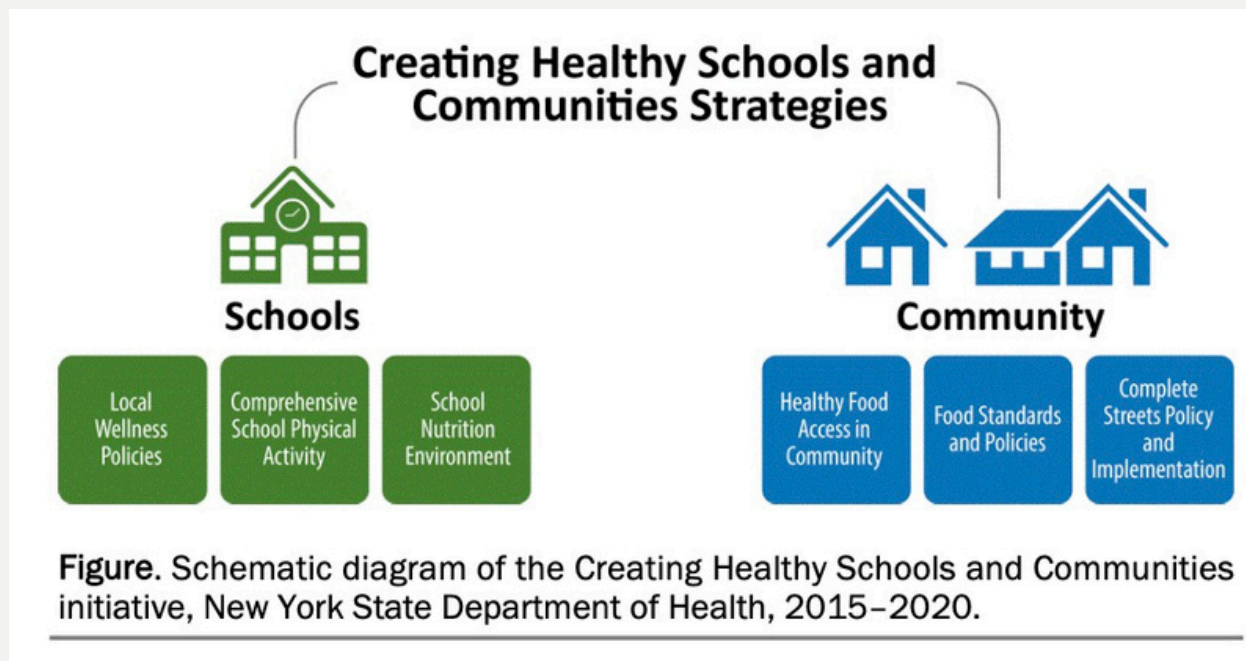 Creating Healthy Schools and
Communities Strategies
Schools
Local
Wellness
Policies
Comprehensive
School Physical
Activity
School
Nutrition
Environment
Community
Healthy Food
Access in
Community
Food Standards
and Policies
Complete
Streets Policy
and
Implementation
Figure. Schematic diagram of the Creating Healthy Schools and Communities
initiative, New York State Department of Health, 2015–2020.